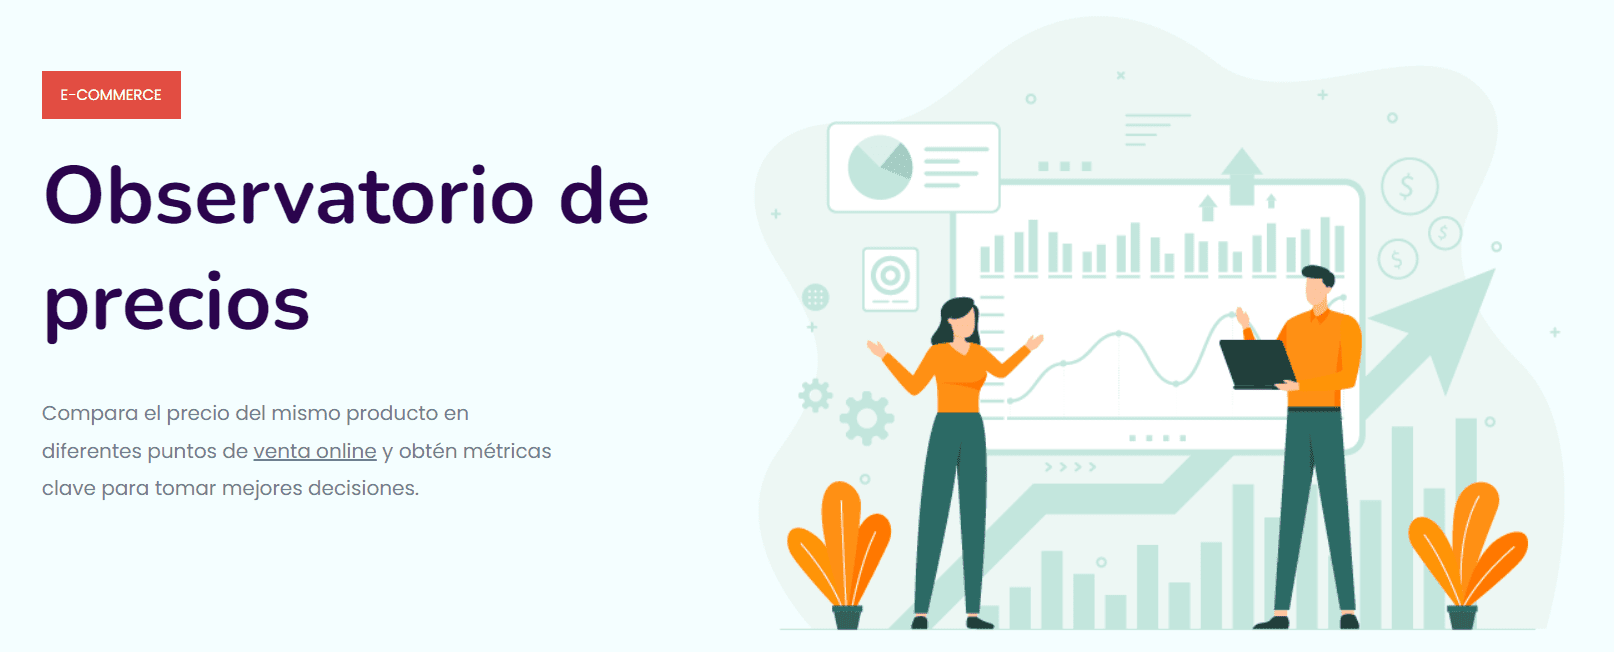 E-COMMERCE
Observatorio de
precios
Compara el precio del mismo producto en
diferentes puntos de venta online y obtén métricas
clave para tomar mejores decisiones.
$
$
$